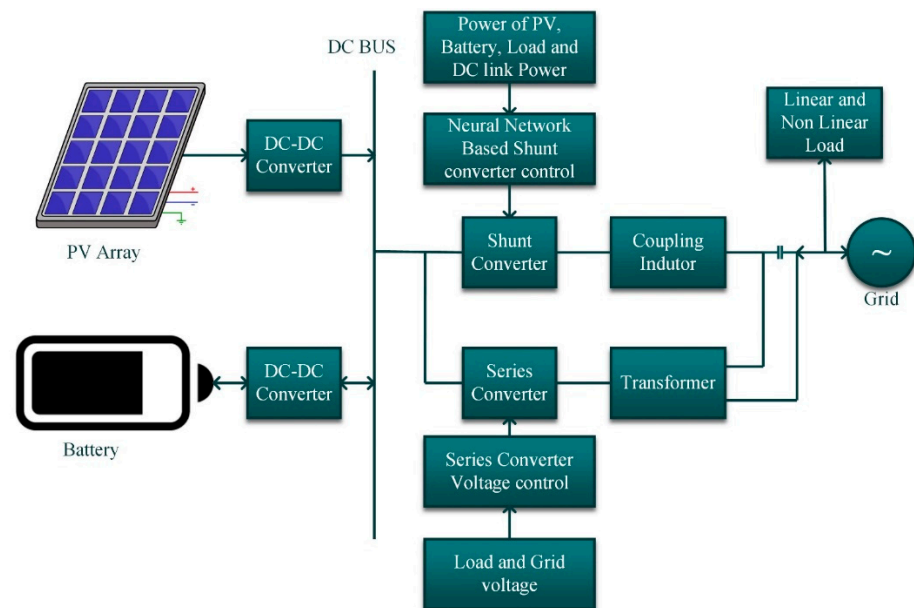 DC BUS
Power of PV,
Battery, Load and
DC link Power
Linear and
Non Linear
Load
DC-DC
Converter
Neural Network
Based Shunt
converter control
+
-
PV Array
Shunt
Converter
Coupling
Indutor
~
Grid
DC-DC
Converter
Series
Converter
Transformer
Battery
Series Converter
Voltage control
Load and Grid
voltage